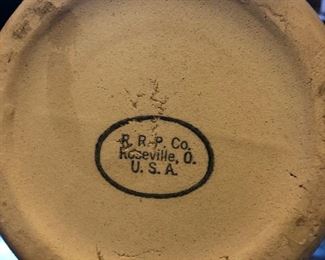 R. R. P. Co.
Roseville, O.
U. S. A.